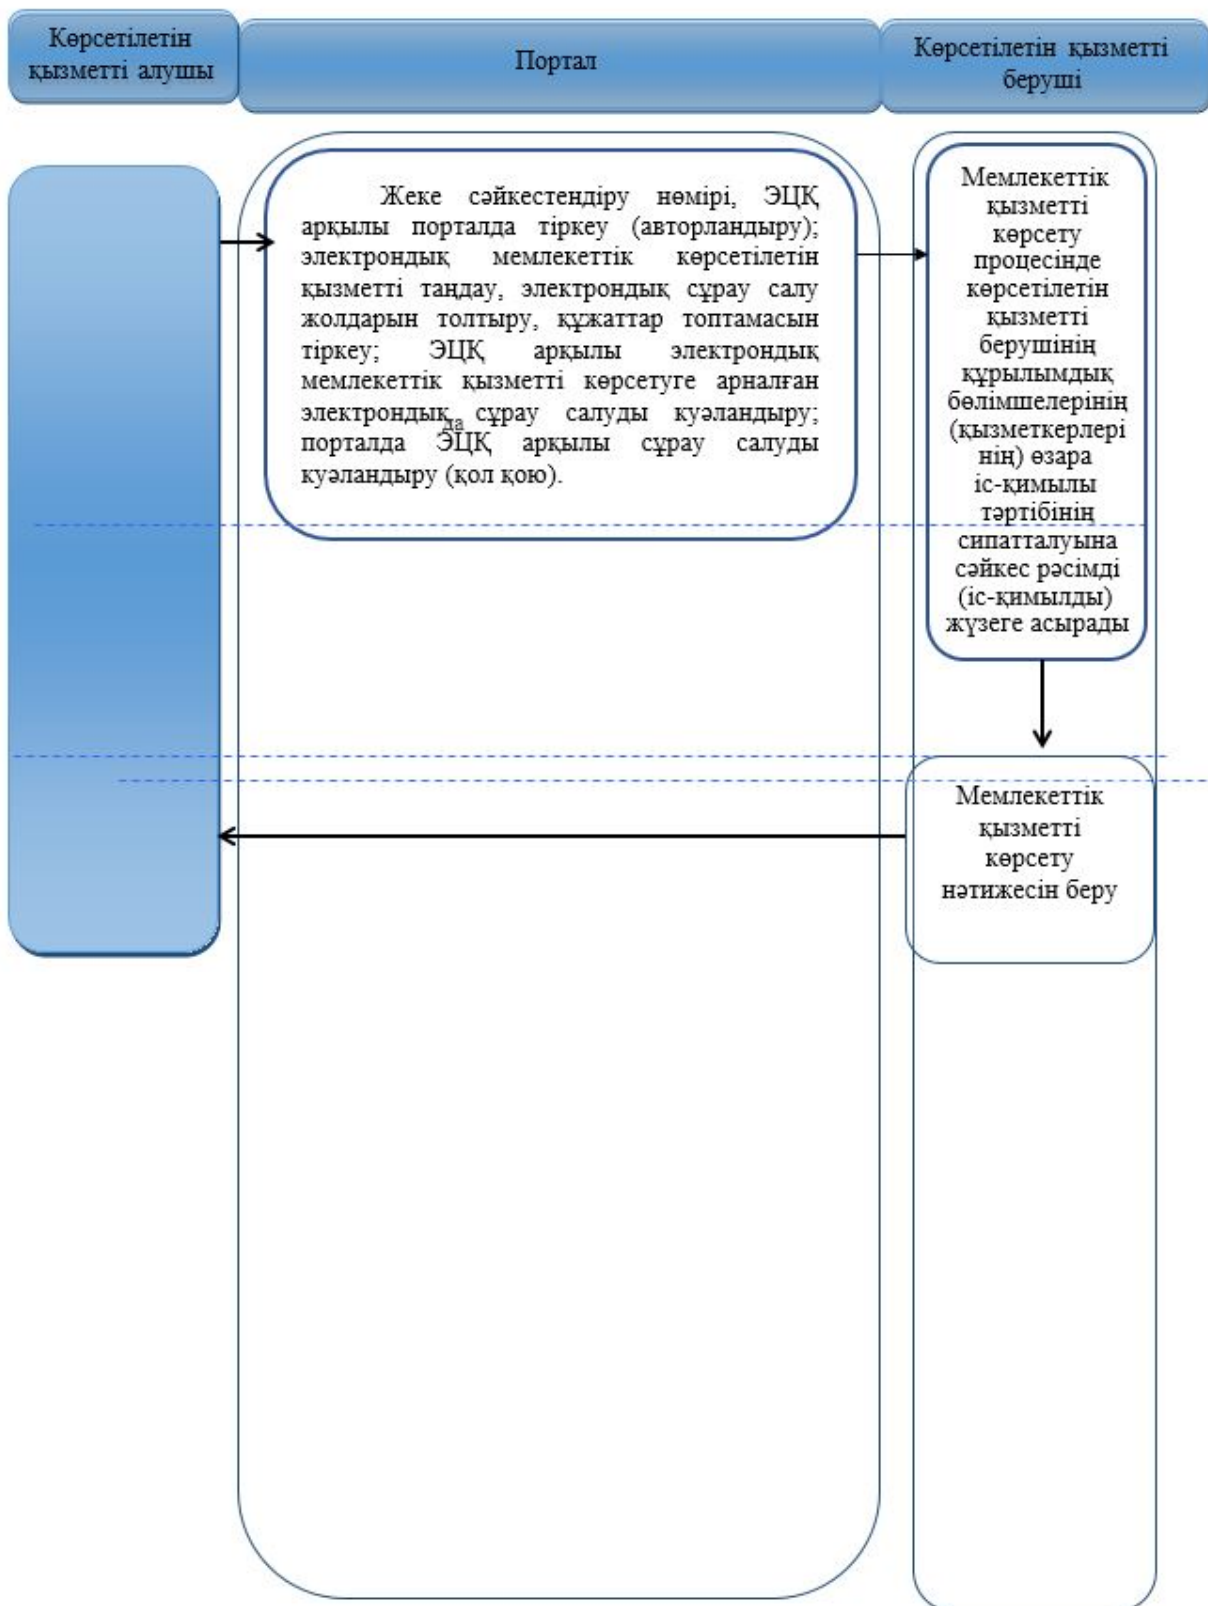 Көрсетілетін
қызметті алушы
Портал
Көрсетілетін қызметті
беруші
Жеке сәйкестендіру нөмірі, ЭЦҚ
арқылы порталда тіркеу (авторландыру);
электрондық мемлекеттік көрсетілетін
қызметті таңдау, электрондық сұрау салу
жолдарын толтыру, құжаттар топтамасын
тіркеу; ЭЦҚ арқылы электрондық
мемлекеттік қызметті көрсетуге арналған
электрондық сұрау салуды куәландыру;
да
порталда ЭЦҚ арқылы сұрау салуды
куәландыру (қол қою).
Мемлекеттік
қызметті
көрсету
процесінде
көрсетілетін
қызметті
берушінің
құрылымдық
бөлімшелерінің
(қызметкерлері
нің) өзара
іс-қимылы
тәртібінің
сипатталуына
сәйкес рәсімді
(іс-қимылды)
жүзеге асырады
Мемлекеттік
қызметті
көрсету
нәтижесін беру